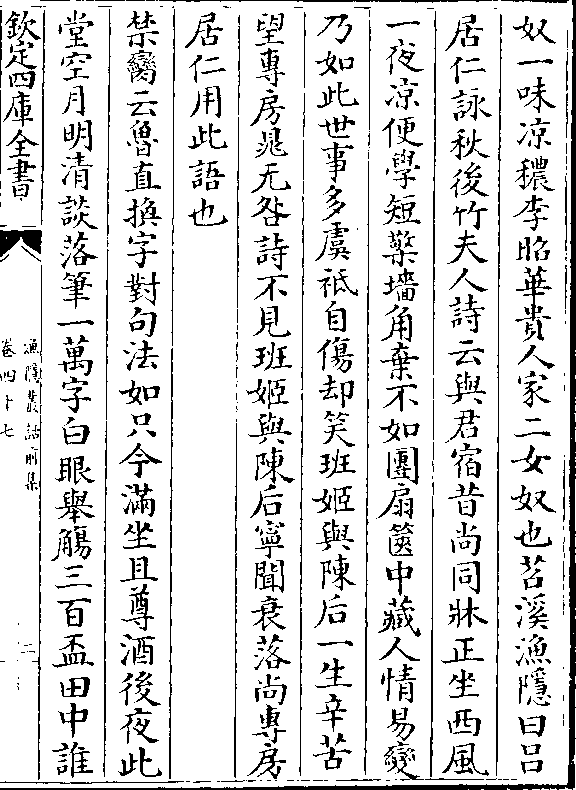 奴一味凉穠李昭華貴人家二女奴也苕溪漁隱曰吕
居仁詠秋後竹夫人詩云與君宿昔尚同牀正坐西風
一夜凉便學短檠墻角棄不如團扇篋中藏人情易變
乃如此世事多虞祗自傷却笑班姬與陳后一生辛苦
望專房晁无咎詩不見班姬與陳后寧聞衰落尚專房
居仁用此語也
禁臠云魯直換字對句法如只今滿坐且尊酒後夜此
堂空月明清談落筆一萬字白眼舉觴三百盃田中誰
欽定四庫全書
漁隱叢話前集
卷四十七
二